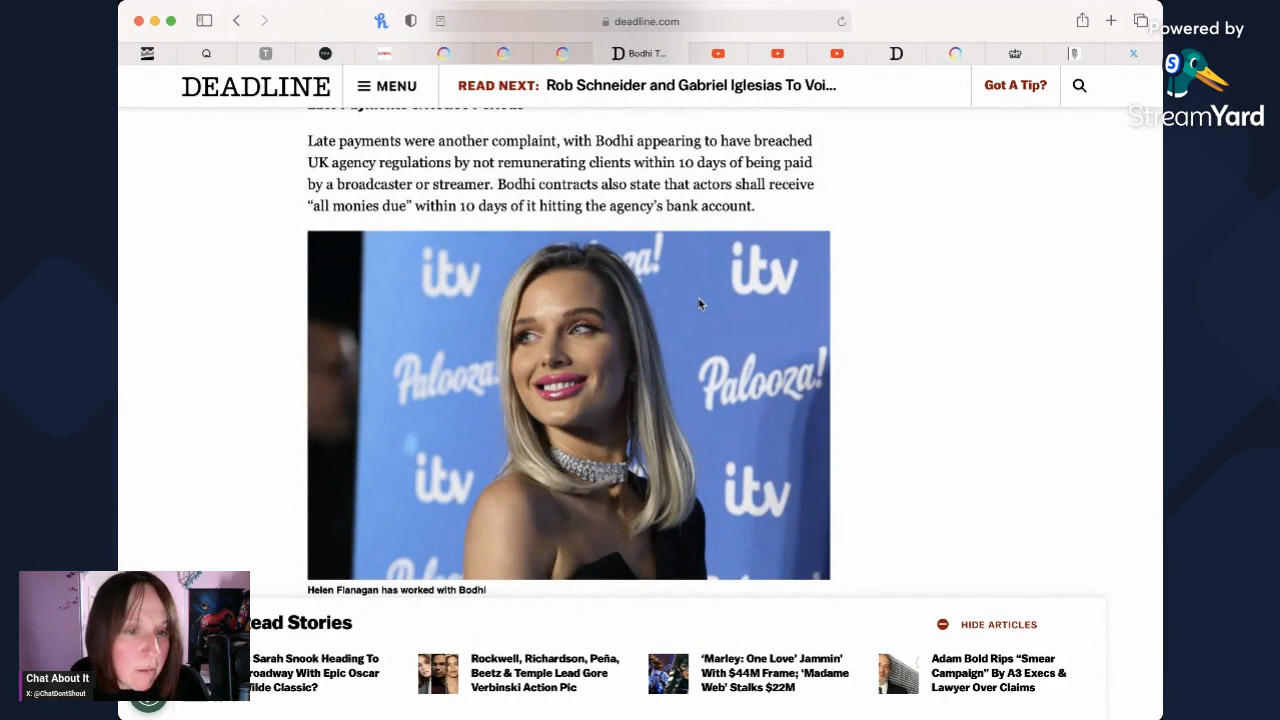 deadline.com
Bodhi T...
Powered by
StreamYard
DEADLINE
MENU
READ NEXT: Rob Schneider and Gabriel Iglesias To Voi...
Got A Tip?
Late payments were another complaint, with Bodhi appearing to have breached
UK agency regulations by not remunerating clients within 10 days of being paid
by a broadcaster or streamer. Bodhi contracts also state that actors shall receive
“all monies due” within 10 days of it hitting the agency’s bank account.
itv
za!
itv
Palooza!
Palooza!
itv
itv
Helen Flanagan has worked with Bodhi
ead Stories
HIDE ARTICLES
Sarah Snook Heading To
roadway With Epic Oscar
ilde Classic?
Rockwell, Richardson, Peña,
Beetz & Temple Lead Gore
Verbinski Action Pic
‘Marley: One Love’ Jammin’
With $44M Frame; ‘Madame
Web’ Stalks $22M
Adam Bold Rips “Smear
Campaign” By A3 Execs &
Lawyer Over Claims
Chat About It
X: @ChatDontShout